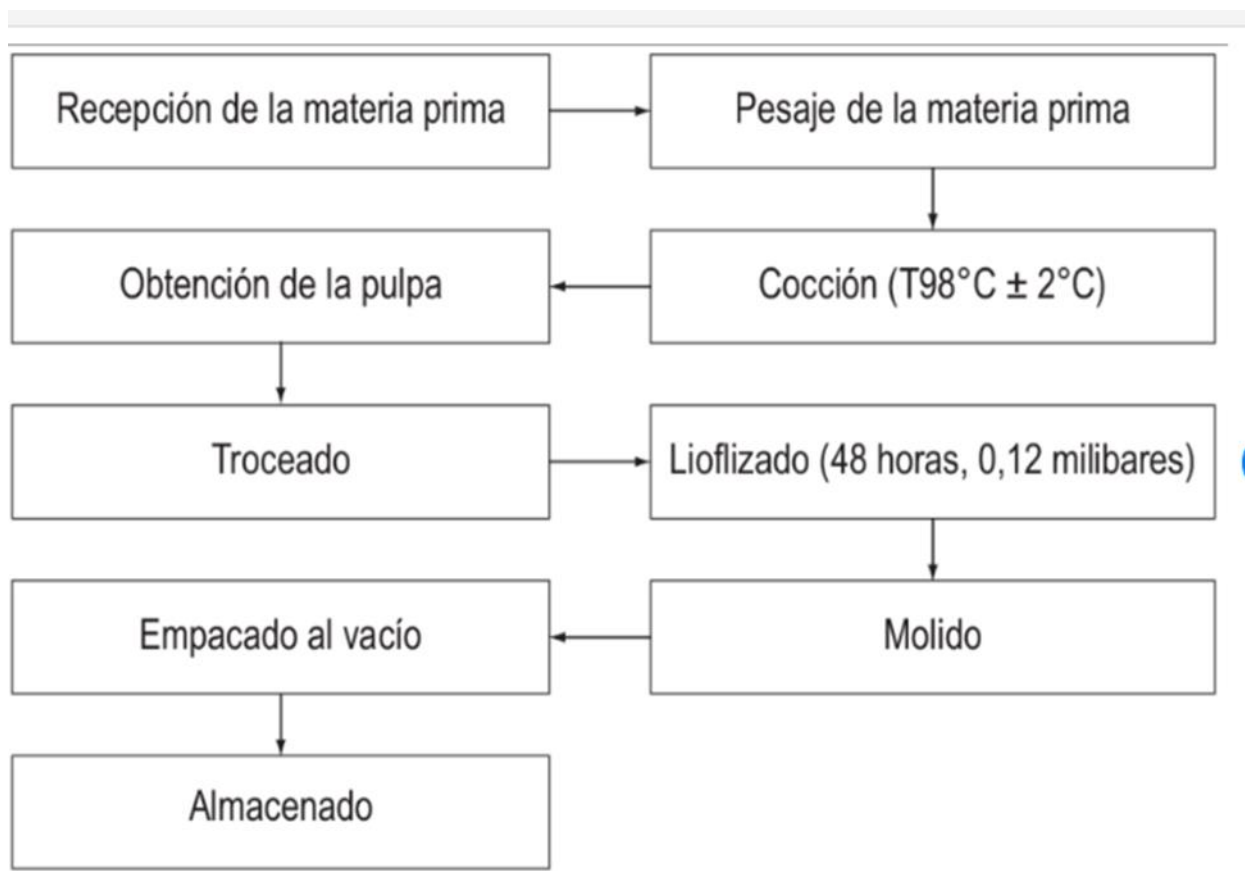 Recepción de la materia prima
Pesaje de la materia prima
Cocción (T98°C ± 2°C)
Obtención de la pulpa
Troceado
Lioflizado (48 horas, 0,12 milibares)
Molido
Empacado al vacío
Almacenado